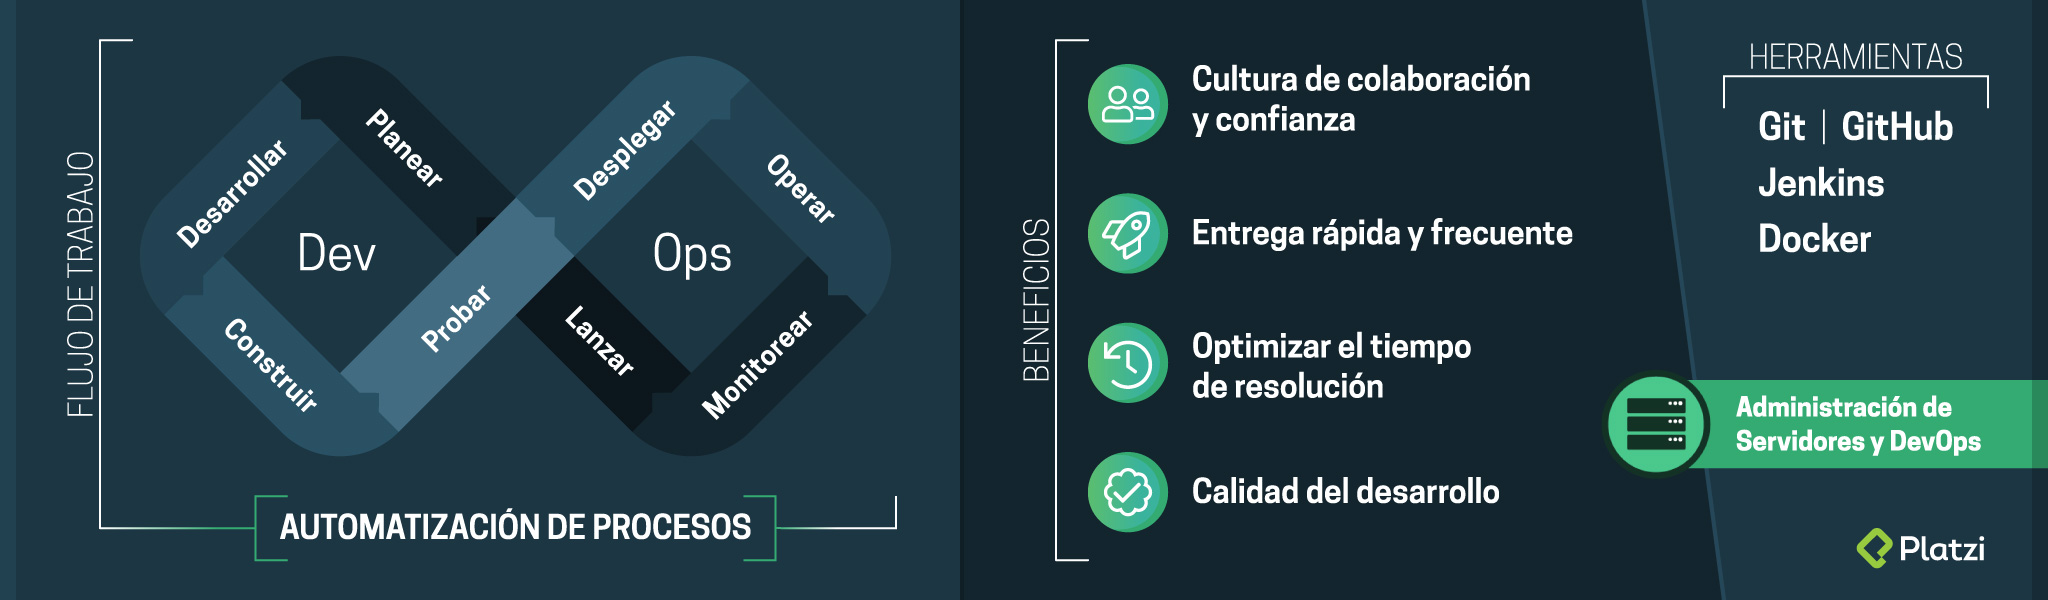 FLUJO DE TRABAJO
Planear
Desarrollar
Dev
Construir
Probar
Desplegar
Operar
Ops
Lanzar
Monitorear
AUTOMATIZACIÓN DE PROCESOS
BENEFICIOS
Cultura de colaboración
y confianza
Entrega rápida y frecuente
Optimizar el tiempo
de resolución
Calidad del desarrollo
HERRAMIENTAS
Git | GitHub
Jenkins
Docker
Administración de
Servidores y DevOps
Platzi